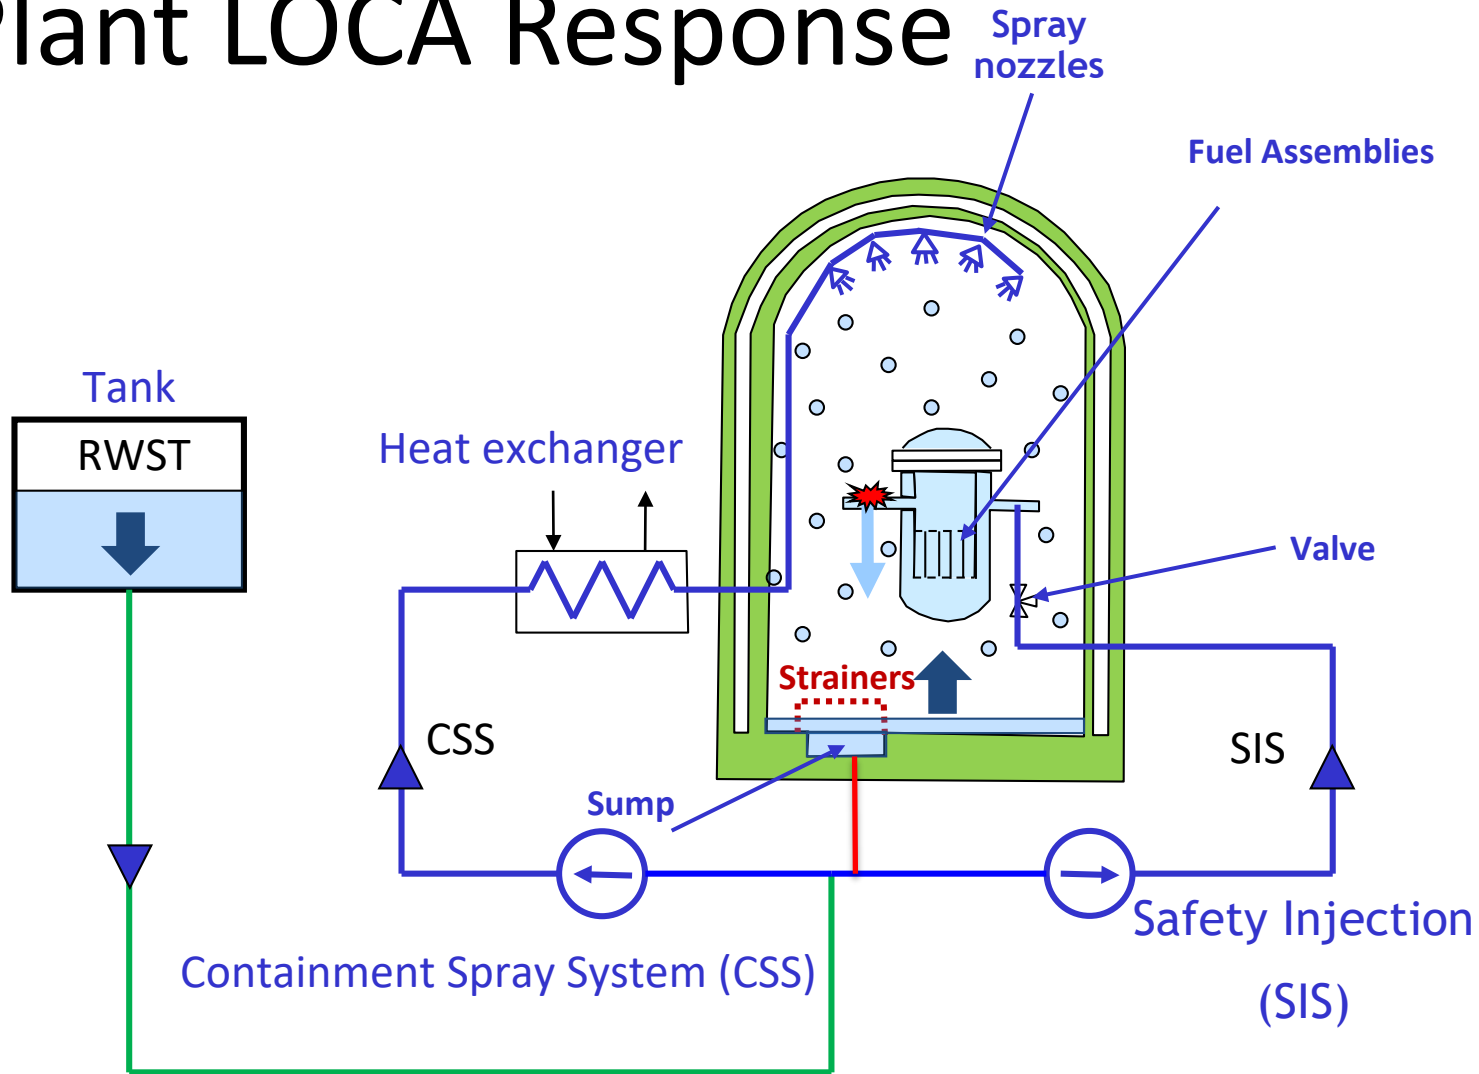 Plant LOCA Response
Spray
nozzles
Fuel Assemblies
Tank
RWST
Heat exchanger
Valve
Strainers
CSS
SIS
Sump
Safety Injection
(SIS)
Containment Spray System (CSS)